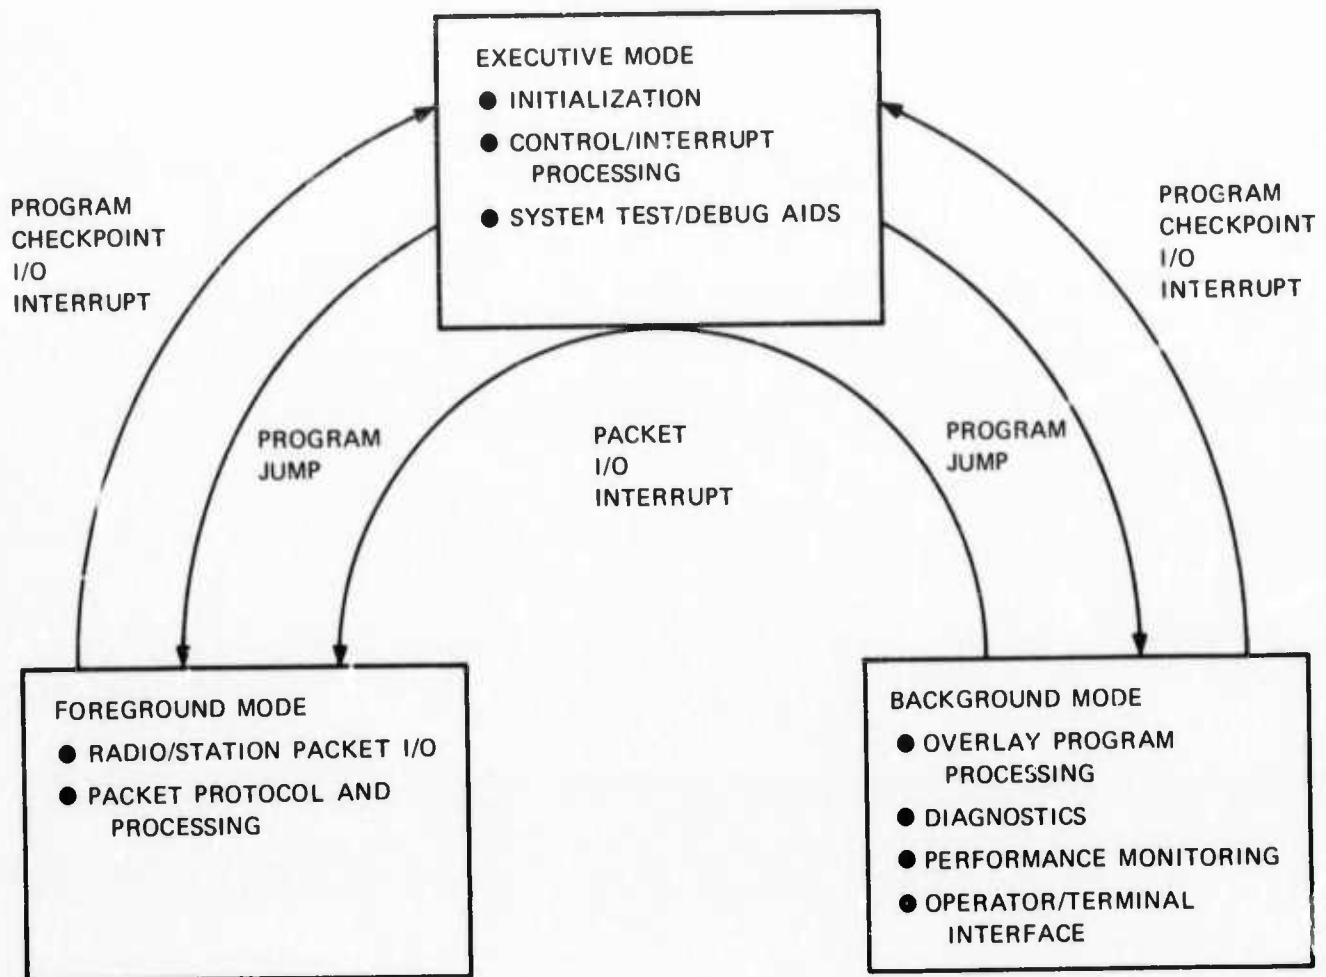 EXECUTIVE MODE
● INITIALIZATION
● CONTROL/INTERRUPT
PROCESSING
● SYSTEM TEST/DEBUG AIDS
PROGRAM
CHECKPOINT
I/O
INTERRUPT
PROGRAM
CHECKPOINT
I/O
INTERRUPT
PROGRAM
JUMP
PACKET
I/O
INTERRUPT
PROGRAM
JUMP
FOREGROUND MODE
● RADIO/STATION PACKET I/O
● PACKET PROTOCOL AND
PROCESSING
BACKGROUND MODE
● OVERLAY PROGRAM
PROCESSING
● DIAGNOSTICS
● PERFORMANCE MONITORING
● OPERATOR/TERMINAL
INTERFACE